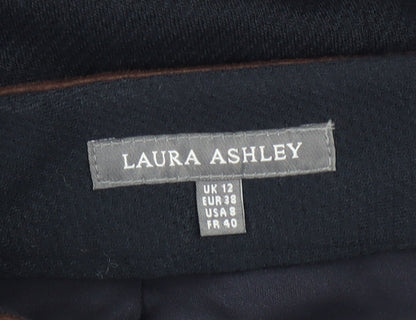 LAURA ASHLEY
UK 12
EUR 38
USA 8
FR 40